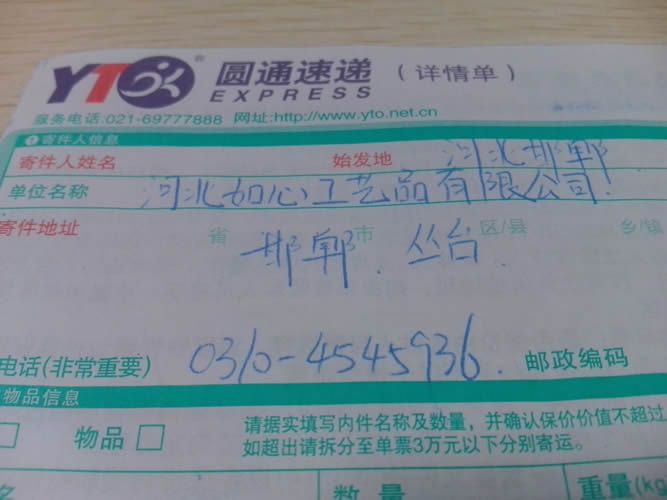 YTO 圆通速递 (详情单)
EXPRESS
服务电话:021-69777888 网址:http://www.yto.net.cn
1 寄件人信息
寄件人姓名 始发地 河北邯郸
单位名称 河北如心工艺品有限公司.
寄件地址 省 市 区/县 乡/镇
邯郸. 丛台.
电话(非常重要) 0310-4545936. 邮政编码
物品信息
物品 请据实填写内件名称及数量，并确认保价价值不超过
如超出请拆分至单票3万元以下分别寄运。
数量 重量(kg